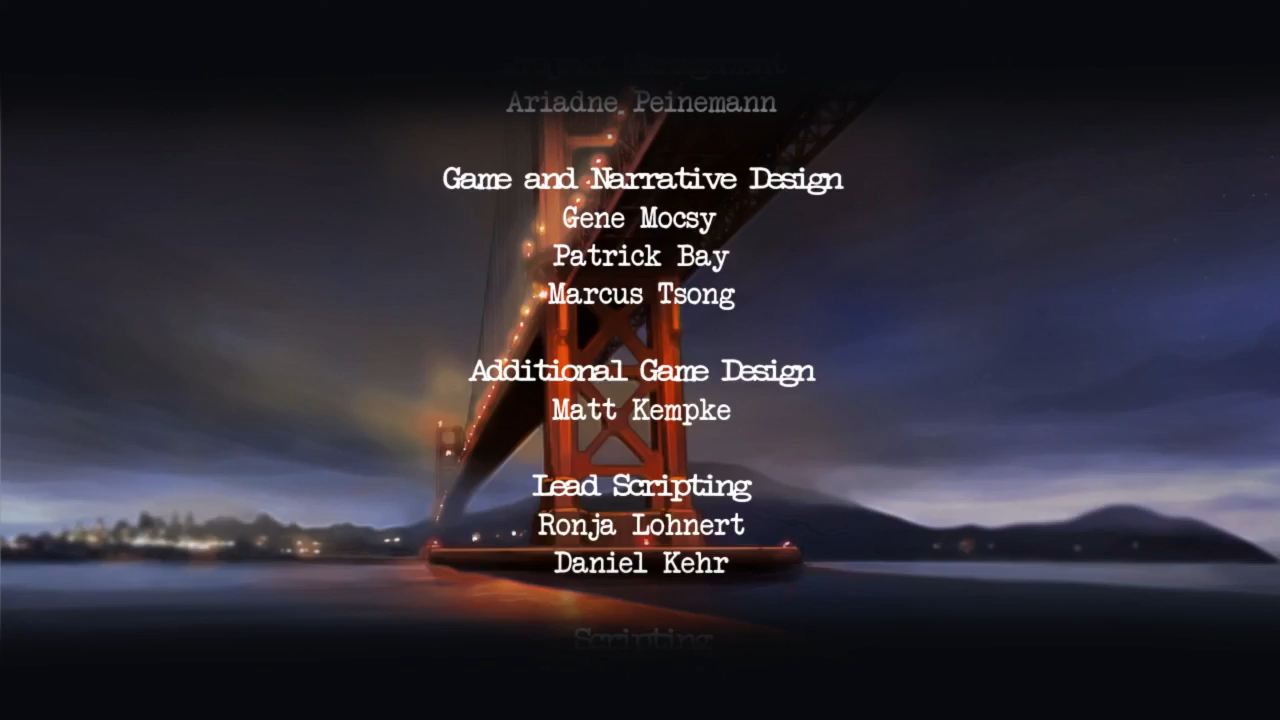 Ariadne Peinemann
Game and Narrative Design
Gene Mocsy
Patrick Bay
Marcus Tsong
Additional Game Design
Matt Kempke
Lead Scripting
Ronja Lohnert
Daniel Kehr
Scripting